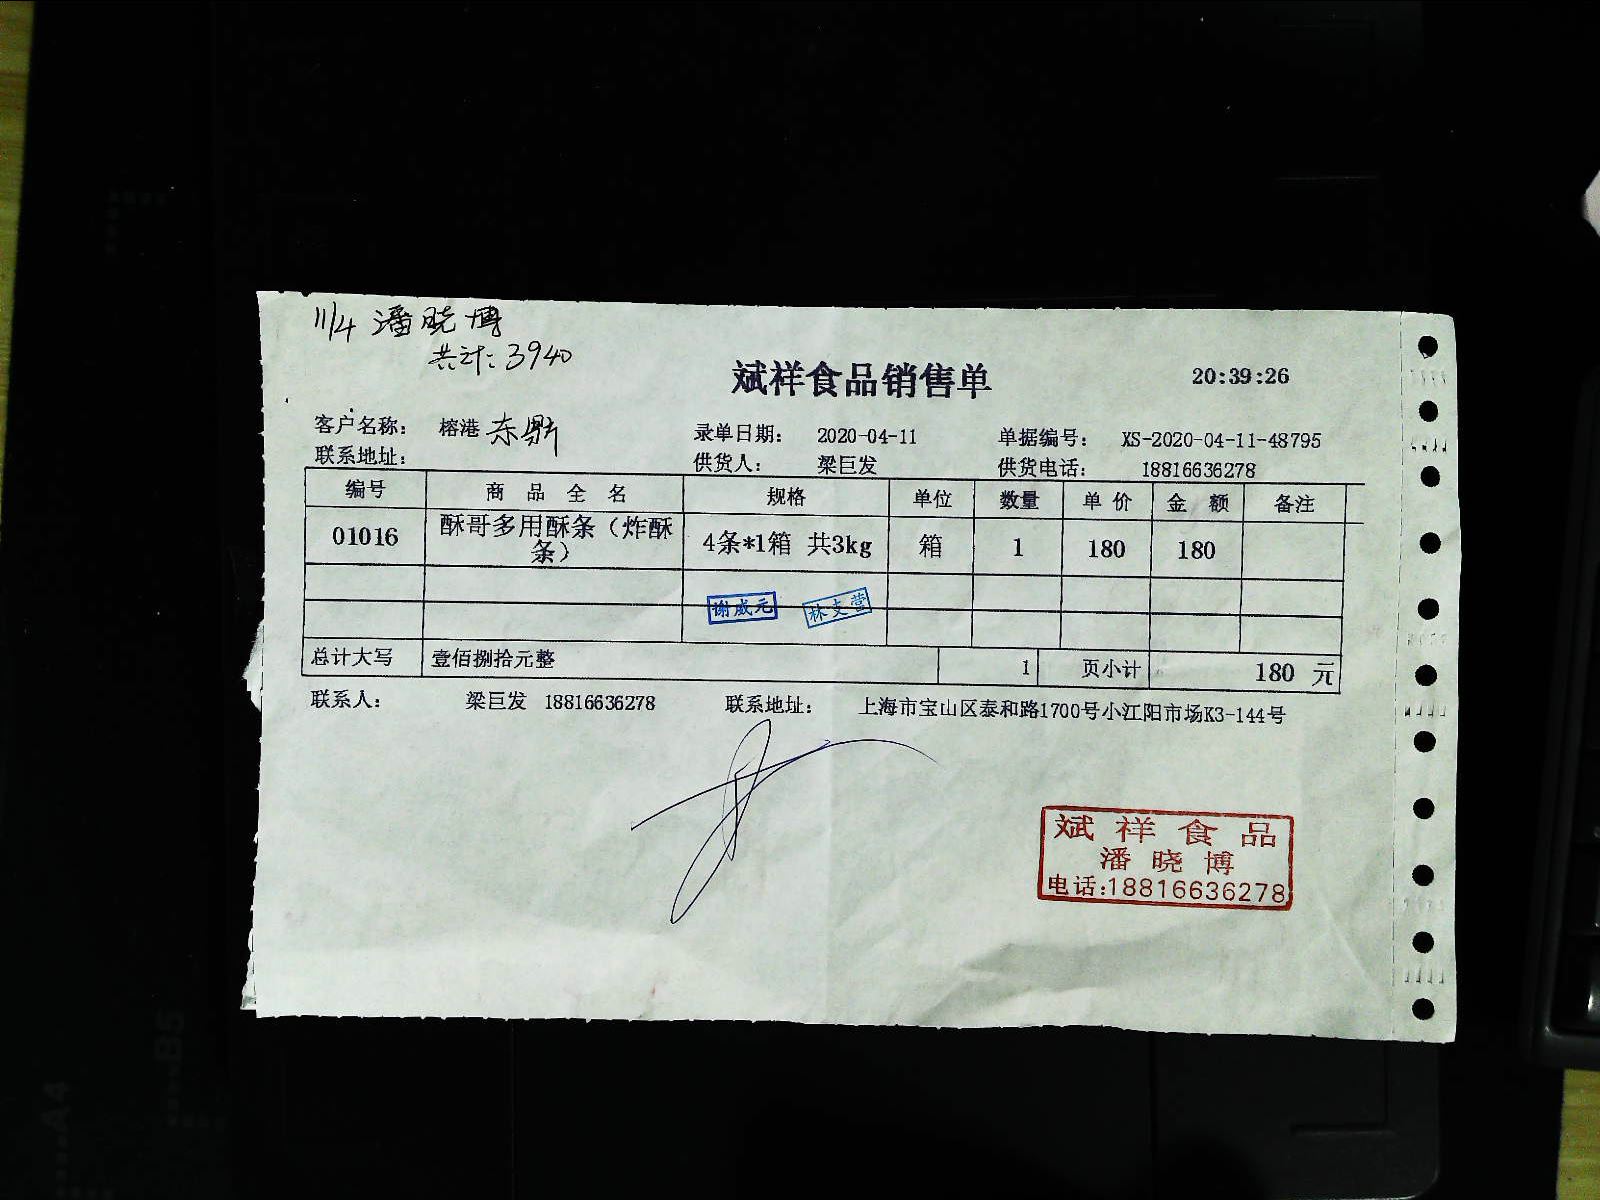 11/4 潘晓博
共计:3940
斌祥食品销售单 20:39:26
客户名称: 榕港 东鼎 录单日期: 2020-04-11 单据编号: XS-2020-04-11-48795
联系地址: 供货人: 梁巨发 供货电话: 18816636278
编号 商品全名 规格 单位 数量 单价 金额 备注
01016 酥哥多用酥条（炸酥条） 4条*1箱 共3kg 箱 1 180 180
谢威元 林支萱
总计大写 壹佰捌拾元整 1 页小计 180 元
联系人: 梁巨发 18816636278 联系地址: 上海市宝山区泰和路1700号小江阳市场K3-144号
斌祥食品
潘晓博
电话:18816636278